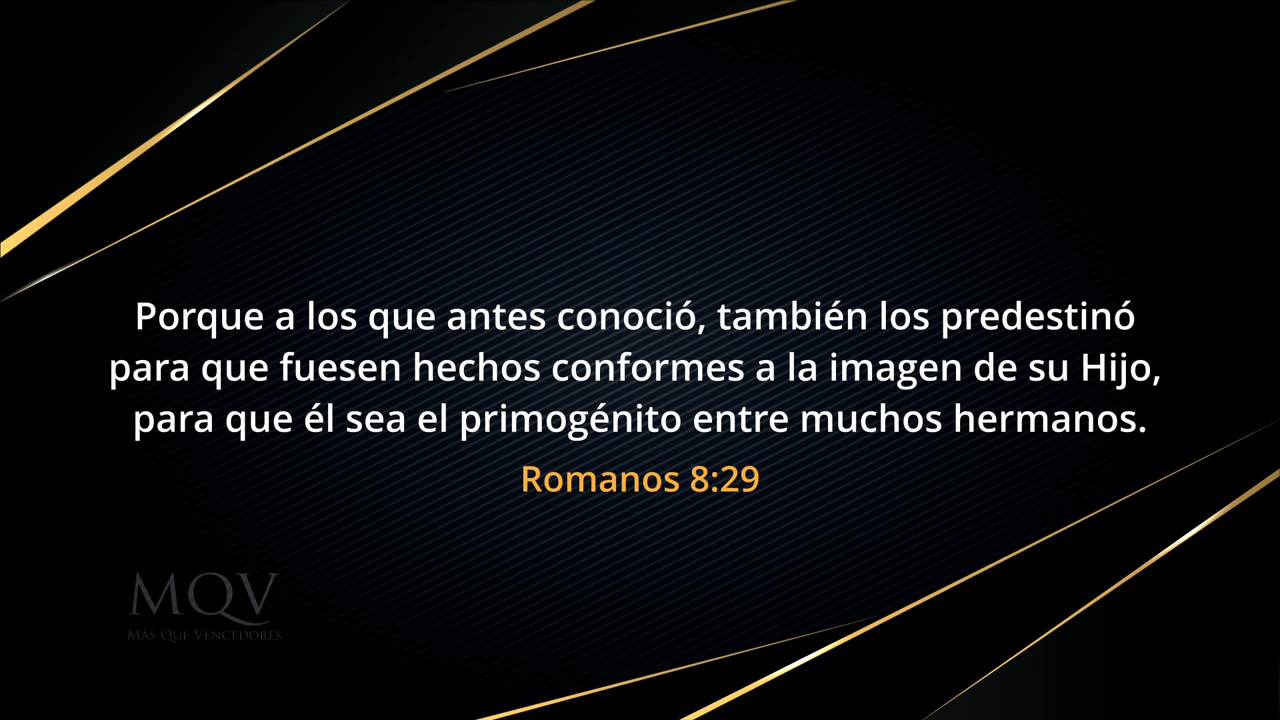 Porque a los que antes conoció, también los predestinó
para que fuesen hechos conformes a la imagen de su Hijo,
para que él sea el primogénito entre muchos hermanos.
Romanos 8:29
MQV
Más Que Vencedores